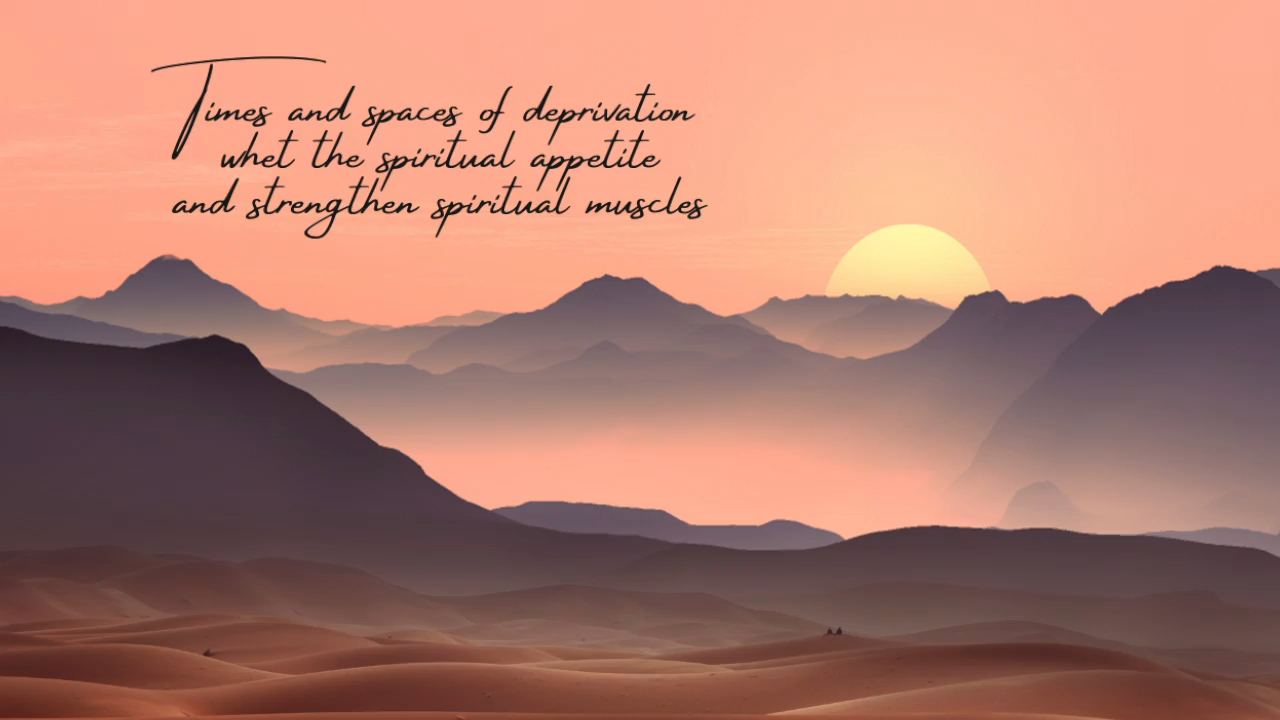 Times and spaces of deprivation
whet the spiritual appetite
and strengthen spiritual muscles